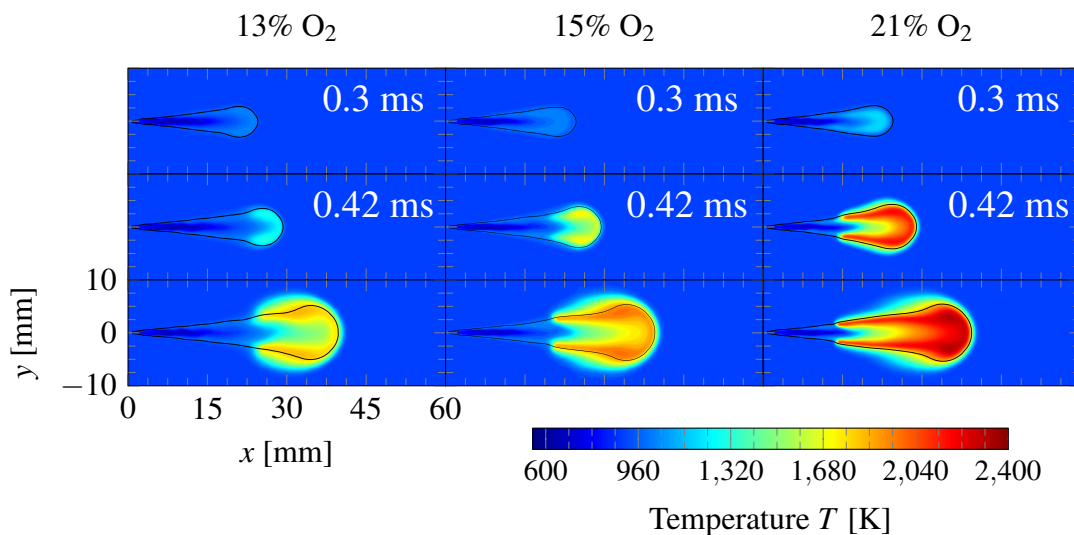 13% O₂ 15% O₂ 21% O₂
0.3 ms 0.3 ms 0.3 ms
0.42 ms 0.42 ms 0.42 ms
10
0
−10
y [mm]
0 15 30 45 60
x [mm]
600 960 1,320 1,680 2,040 2,400
Temperature T [K]